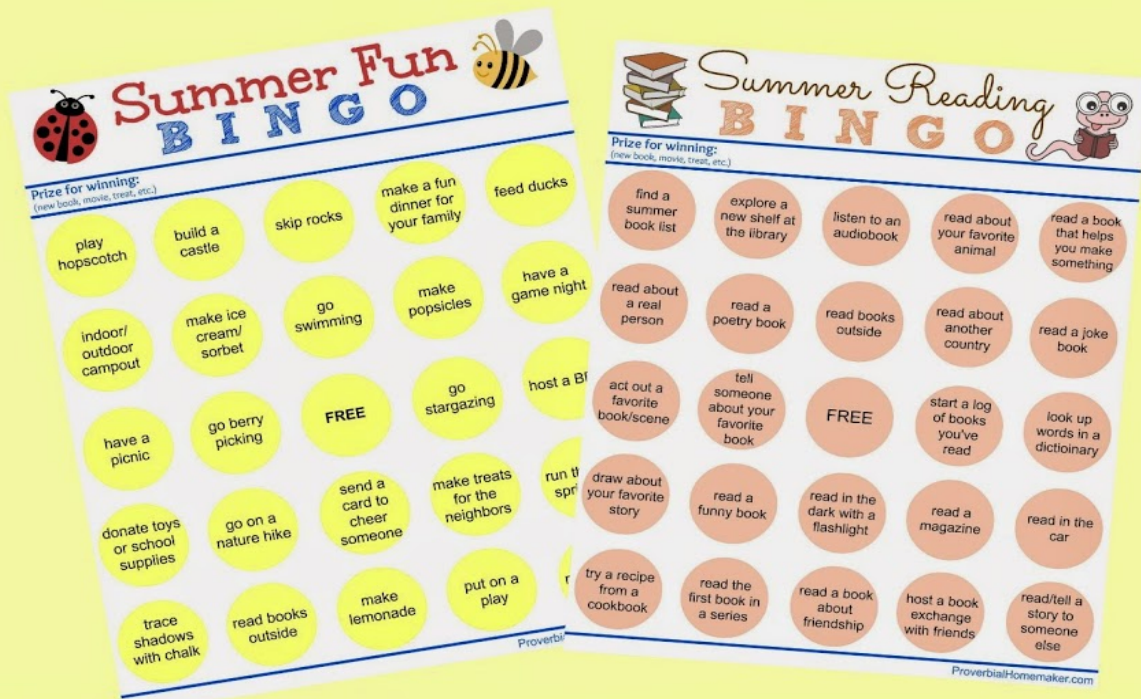 Summer Fun
BINGO
Prize for winning:
(new book, movie, treat, etc.)
play
hopscotch
build a
castle
skip rocks
make a fun
dinner for
your family
feed ducks
indoor/
outdoor
campout
make ice
cream/
sorbet
go
swimming
make
popsicles
have a
game night
have a
picnic
go berry
picking
FREE
go
stargazing
host a
donate toys
or school
supplies
go on a
nature hike
send a
card to
cheer
someone
make treats
for the
neighbors
run
trace
shadows
with chalk
read books
outside
make
lemonade
put on a
play
Summer Reading
BINGO
Prize for winning:
(new book, movie, treat, etc.)
find a
summer
book list
explore a
new shelf at
the library
listen to an
audiobook
read about
your favorite
animal
read a book
that helps
you make
something
read about
a real
person
read a
poetry book
read books
outside
read about
another
country
read a joke
book
act out a
favorite
book/scene
tell
someone
about your
favorite
book
FREE
start a log
of books
you've
read
look up
words in a
dictioinary
draw about
your favorite
story
read a
funny book
read in the
dark with a
flashlight
read a
magazine
read in the
car
try a recipe
from a
cookbook
read the
first book in
a series
read a book
about
friendship
host a book
exchange
with friends
read/tell a
story to
someone
else
ProverbialHomemaker.com